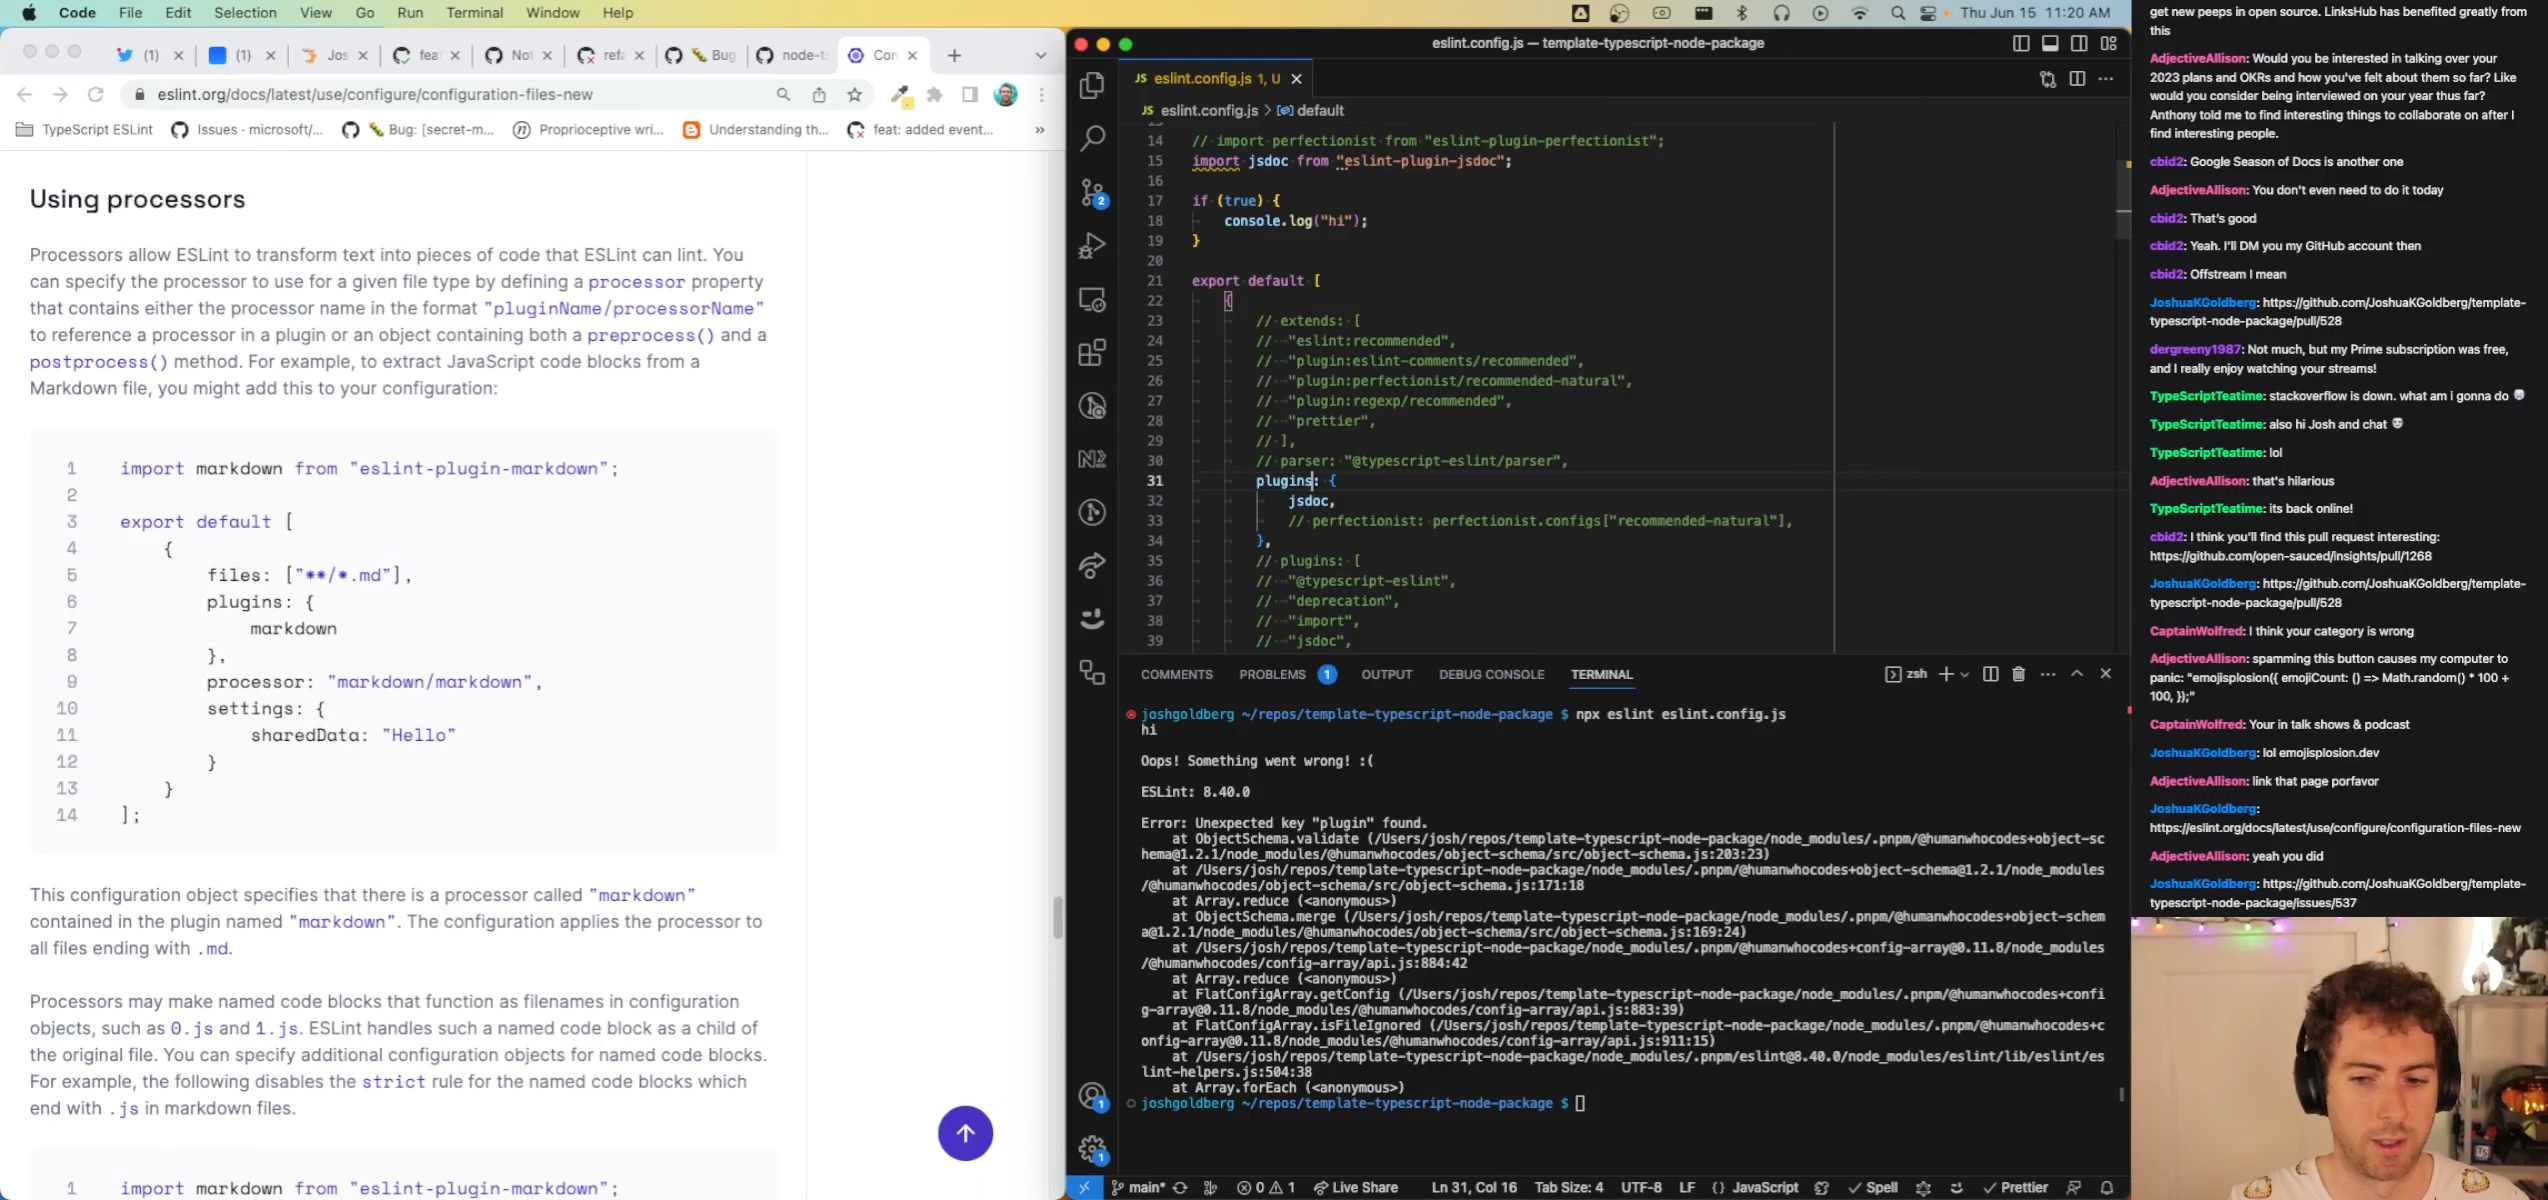 Code File Edit Selection View Go Run Terminal Window Help
Thu Jun 15 11:20 AM
(1) (1) Jos feat Not refa Bug node-t Con
eslint.org/docs/latest/use/configure/configuration-files-new
TypeScript ESLint Issues · microsoft/... Bug: [secret-m... Proprioceptive wri... Understanding th... feat: added event... »
Using processors
Processors allow ESLint to transform text into pieces of code that ESLint can lint. You
can specify the processor to use for a given file type by defining a processor property
that contains either the processor name in the format "pluginName/processorName"
to reference a processor in a plugin or an object containing both a preprocess() and a
postprocess() method. For example, to extract JavaScript code blocks from a
Markdown file, you might add this to your configuration:
1 import markdown from "eslint-plugin-markdown";
2
3 export default [
4 {
5 files: ["**/*.md"],
6 plugins: {
7 markdown
8 },
9 processor: "markdown/markdown",
10 settings: {
11 sharedData: "Hello"
12 }
13 }
14 ];
This configuration object specifies that there is a processor called "markdown"
contained in the plugin named "markdown". The configuration applies the processor to
all files ending with .md.
Processors may make named code blocks that function as filenames in configuration
objects, such as 0.js and 1.js. ESLint handles such a named code block as a child of
the original file. You can specify additional configuration objects for named code blocks.
For example, the following disables the strict rule for the named code blocks which
end with .js in markdown files.
1 import markdown from "eslint-plugin-markdown";
eslint.config.js — template-typescript-node-package
JS eslint.config.js 1, U
JS eslint.config.js > default
14 // import perfectionist from "eslint-plugin-perfectionist";
15 import jsdoc from "eslint-plugin-jsdoc";
16
17 if (true) {
18 console.log("hi");
19 }
20
21 export default [
22 {
23 // extends: [
24 // "eslint:recommended",
25 // "plugin:eslint-comments/recommended",
26 // "plugin:perfectionist/recommended-natural",
27 // "plugin:regexp/recommended",
28 // "prettier",
29 // ],
30 // parser: "@typescript-eslint/parser",
31 plugins: {
32 jsdoc,
33 // perfectionist: perfectionist.configs["recommended-natural"],
34 },
35 // plugins: [
36 // "@typescript-eslint",
37 // "deprecation",
38 // "import",
39 // "jsdoc",
COMMENTS PROBLEMS 1 OUTPUT DEBUG CONSOLE TERMINAL zsh
joshgoldberg ~/repos/template-typescript-node-package $ npx eslint eslint.config.js
hi
Oops! Something went wrong! :(
ESLint: 8.40.0
Error: Unexpected key "plugin" found.
at ObjectSchema.validate (/Users/josh/repos/template-typescript-node-package/node_modules/.pnpm/@humanwhocodes+object-sc
hema@1.2.1/node_modules/@humanwhocodes/object-schema/src/object-schema.js:203:23)
at /Users/josh/repos/template-typescript-node-package/node_modules/.pnpm/@humanwhocodes+object-schema@1.2.1/node_modules
/@humanwhocodes/object-schema/src/object-schema.js:171:18
at Array.reduce (<anonymous>)
at ObjectSchema.merge (/Users/josh/repos/template-typescript-node-package/node_modules/.pnpm/@humanwhocodes+object-schem
a@1.2.1/node_modules/@humanwhocodes/object-schema/src/object-schema.js:169:24)
at /Users/josh/repos/template-typescript-node-package/node_modules/.pnpm/@humanwhocodes+config-array@0.11.8/node_modules
/@humanwhocodes/config-array/api.js:884:42
at Array.reduce (<anonymous>)
at FlatConfigArray.getConfig (/Users/josh/repos/template-typescript-node-package/node_modules/.pnpm/@humanwhocodes+confi
g-array@0.11.8/node_modules/@humanwhocodes/config-array/api.js:883:39)
at FlatConfigArray.isFileIgnored (/Users/josh/repos/template-typescript-node-package/node_modules/.pnpm/@humanwhocodes+c
onfig-array@0.11.8/node_modules/@humanwhocodes/config-array/api.js:911:15)
at /Users/josh/repos/template-typescript-node-package/node_modules/.pnpm/eslint@8.40.0/node_modules/eslint/lib/eslint/es
lint-helpers.js:504:38
at Array.forEach (<anonymous>)
joshgoldberg ~/repos/template-typescript-node-package $
main* 0 1 Live Share Ln 31, Col 16 Tab Size: 4 UTF-8 LF {} JavaScript Spell Prettier
get new peeps in open source. LinksHub has benefited greatly from
this
AdjectiveAllison: Would you be interested in talking over your
2023 plans and OKRs and how you've felt about them so far? Like
would you consider being interviewed on your year thus far?
Anthony told me to find interesting things to collaborate on after I
find interesting people.
cbid2: Google Season of Docs is another one
AdjectiveAllison: You don't even need to do it today
cbid2: That's good
cbid2: Yeah. I'll DM you my GitHub account then
cbid2: Offstream I mean
JoshuaKGoldberg: https://github.com/JoshuaKGoldberg/template-
typescript-node-package/pull/528
dergreeny1987: Not much, but my Prime subscription was free,
and I really enjoy watching your streams!
TypeScriptTeatime: stackoverflow is down. what am i gonna do
TypeScriptTeatime: also hi Josh and chat
TypeScriptTeatime: lol
AdjectiveAllison: that's hilarious
TypeScriptTeatime: its back online!
cbid2: I think you'll find this pull request interesting:
https://github.com/open-sauced/insights/pull/1268
JoshuaKGoldberg: https://github.com/JoshuaKGoldberg/template-
typescript-node-package/pull/528
CaptainWolfred: I think your category is wrong
AdjectiveAllison: spamming this button causes my computer to
panic: "emojisplosion({ emojiCount: () => Math.random() * 100 +
100, });"
CaptainWolfred: Your in talk shows & podcast
JoshuaKGoldberg: lol emojisplosion.dev
AdjectiveAllison: link that page porfavor
JoshuaKGoldberg:
https://eslint.org/docs/latest/use/configure/configuration-files-new
AdjectiveAllison: yeah you did
JoshuaKGoldberg: https://github.com/JoshuaKGoldberg/template-
typescript-node-package/issues/537